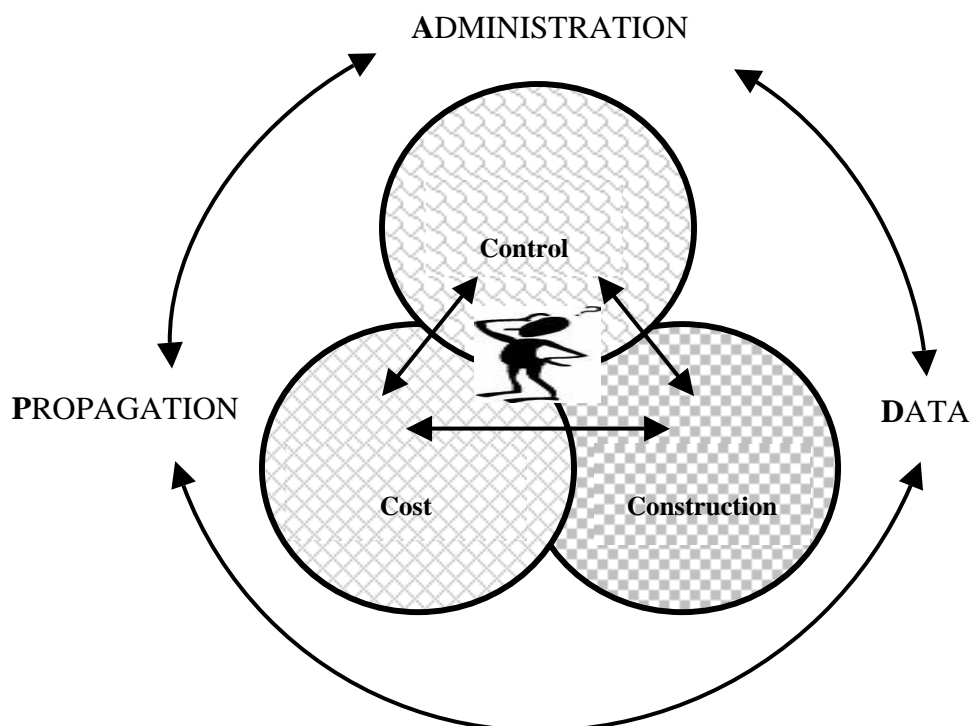 ADMINISTRATION
Control
?
PROPAGATION
DATA
Cost
Construction